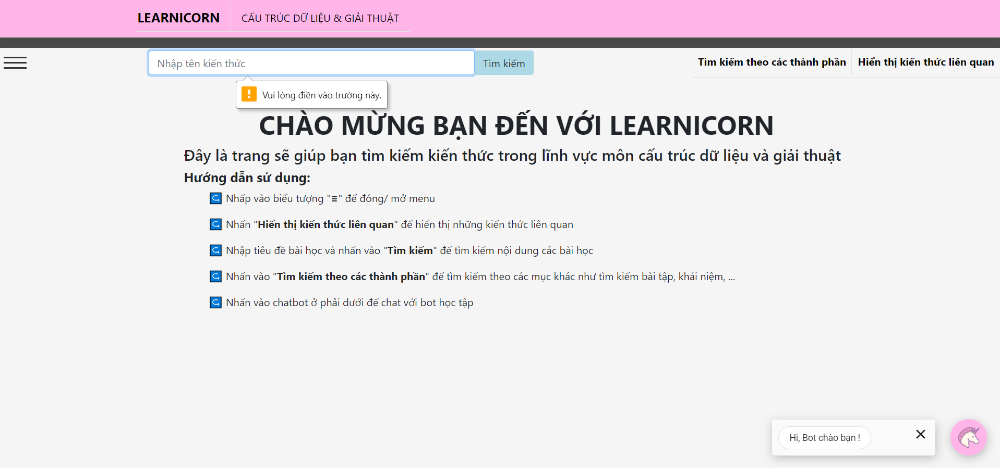 LEARNICORN
CẤU TRÚC DỮ LIỆU & GIẢI THUẬT
Nhập tên kiến thức
Tìm kiếm
Tìm kiếm theo các thành phần
Hiển thị kiến thức liên quan
Vui lòng điền vào trường này.
CHÀO MỪNG BẠN ĐẾN VỚI LEARNICORN
Đây là trang sẽ giúp bạn tìm kiếm kiến thức trong lĩnh vực môn cấu trúc dữ liệu và giải thuật
Hướng dẫn sử dụng:
Nhấp vào biểu tượng "≡" để đóng/ mở menu
Nhấn "Hiển thị kiến thức liên quan" để hiển thị những kiến thức liên quan
Nhập tiêu đề bài học và nhấn vào "Tìm kiếm" để tìm kiếm nội dung các bài học
Nhấn vào "Tìm kiếm theo các thành phần" để tìm kiếm theo các mục khác như tìm kiếm bài tập, khái niệm, ...
Nhấn vào chatbot ở phải dưới để chat với bot học tập
Hi, Bot chào bạn !